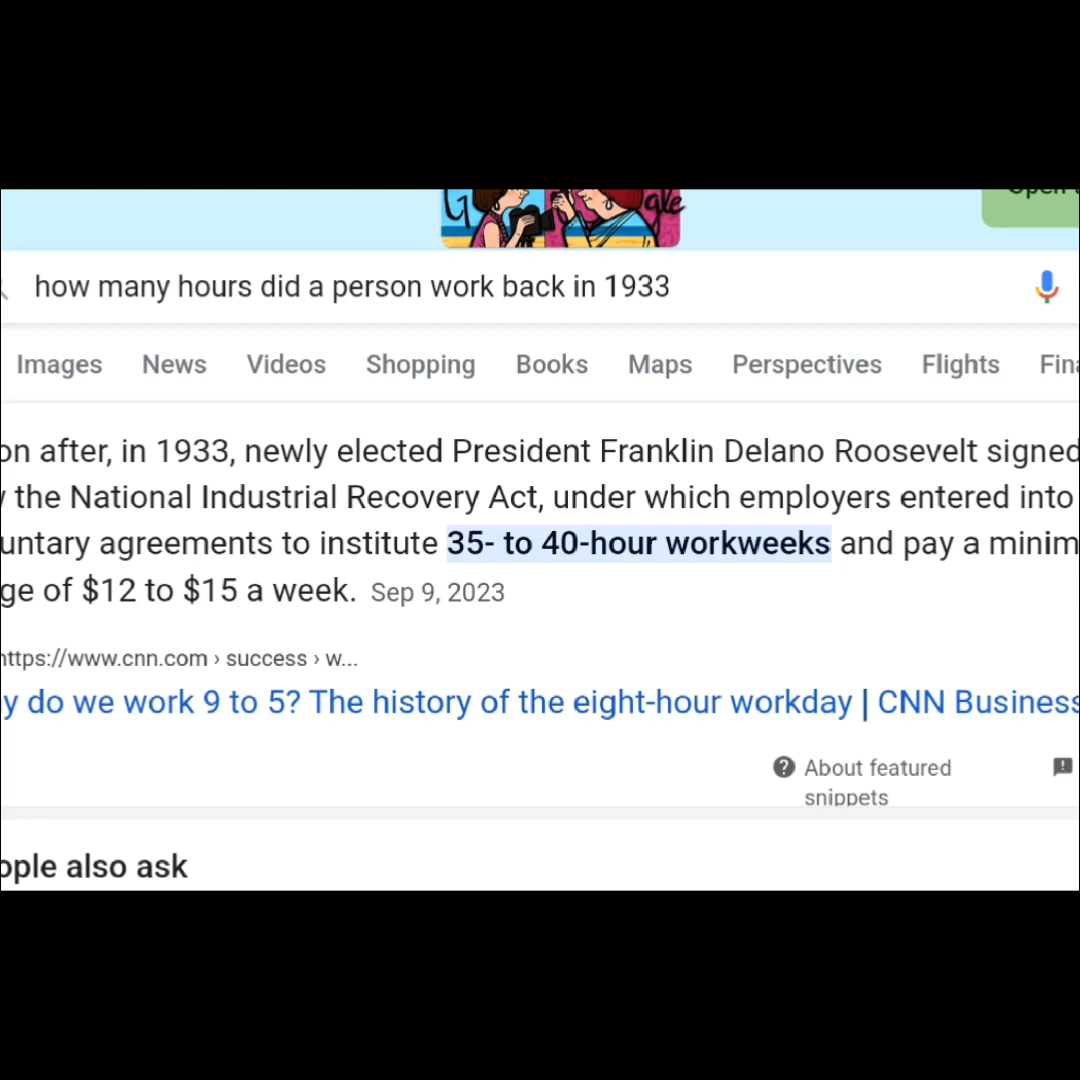 G gle
how many hours did a person work back in 1933
Images News Videos Shopping Books Maps Perspectives Flights
on after, in 1933, newly elected President Franklin Delano Roosevelt signed
the National Industrial Recovery Act, under which employers entered into
untary agreements to institute 35- to 40-hour workweeks and pay a minim
ge of $12 to $15 a week. Sep 9, 2023
https://www.cnn.com › success › w...
y do we work 9 to 5? The history of the eight-hour workday | CNN Business
About featured
snippets
ople also ask